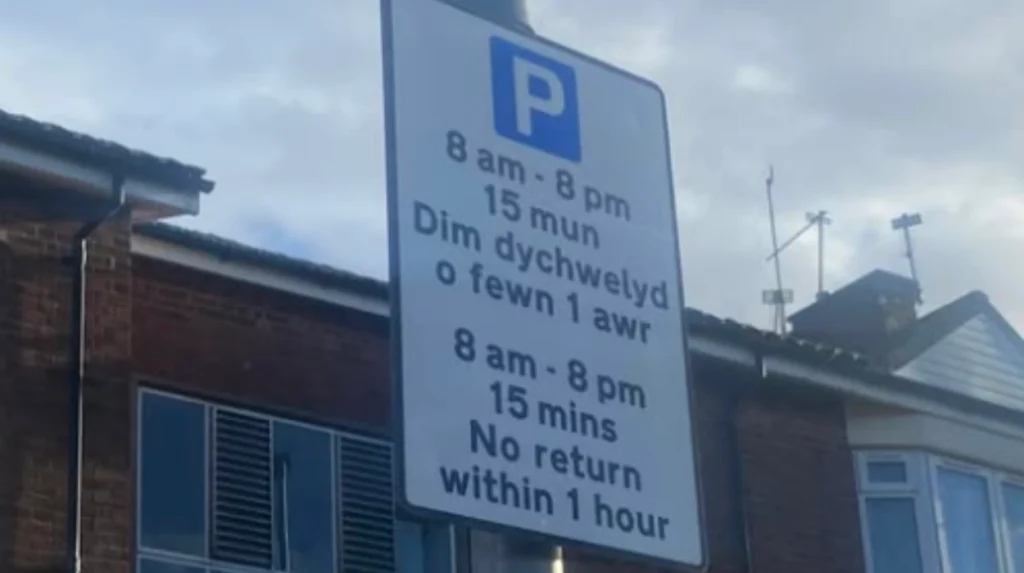 P
8 am - 8 pm
15 mun
Dim dychwelyd
o fewn 1 awr
8 am - 8 pm
15 mins
No return
within 1 hour